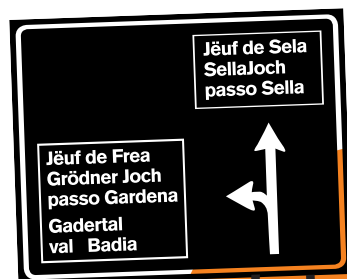 Jëuf de Sela
SellaJoch
passo Sella
Jëuf de Frea
Grödner Joch
passo Gardena
Gadertal
val Badia